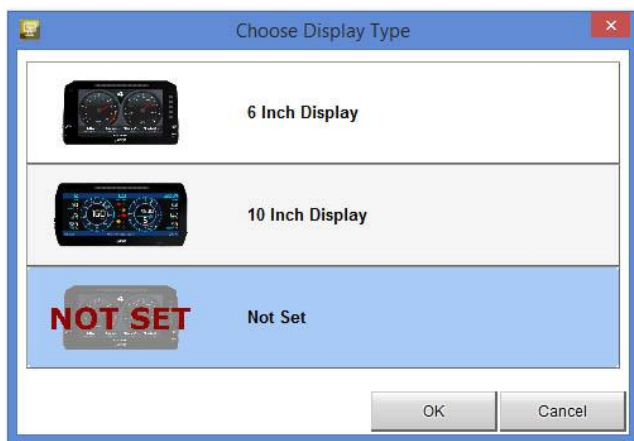 Choose Display Type
6 Inch Display
10 Inch Display
NOT SET
Not Set
OK
Cancel